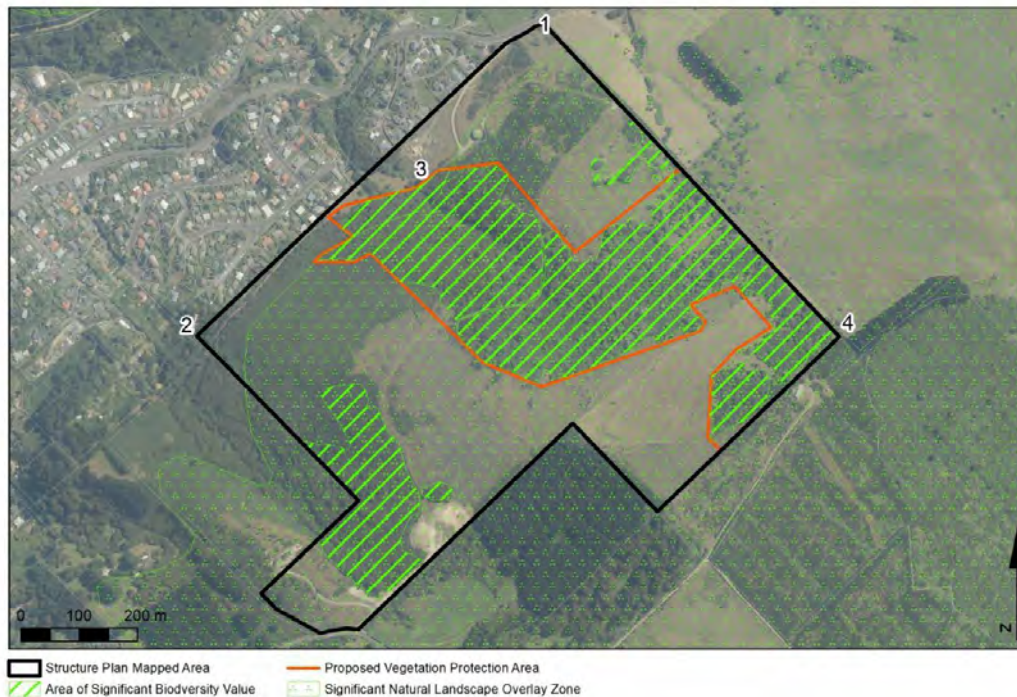 1
3
2
4
0 100 200 m
N
Structure Plan Mapped Area
Proposed Vegetation Protection Area
Area of Significant Biodversity Value
Significant Natural Landscape Overlay Zone